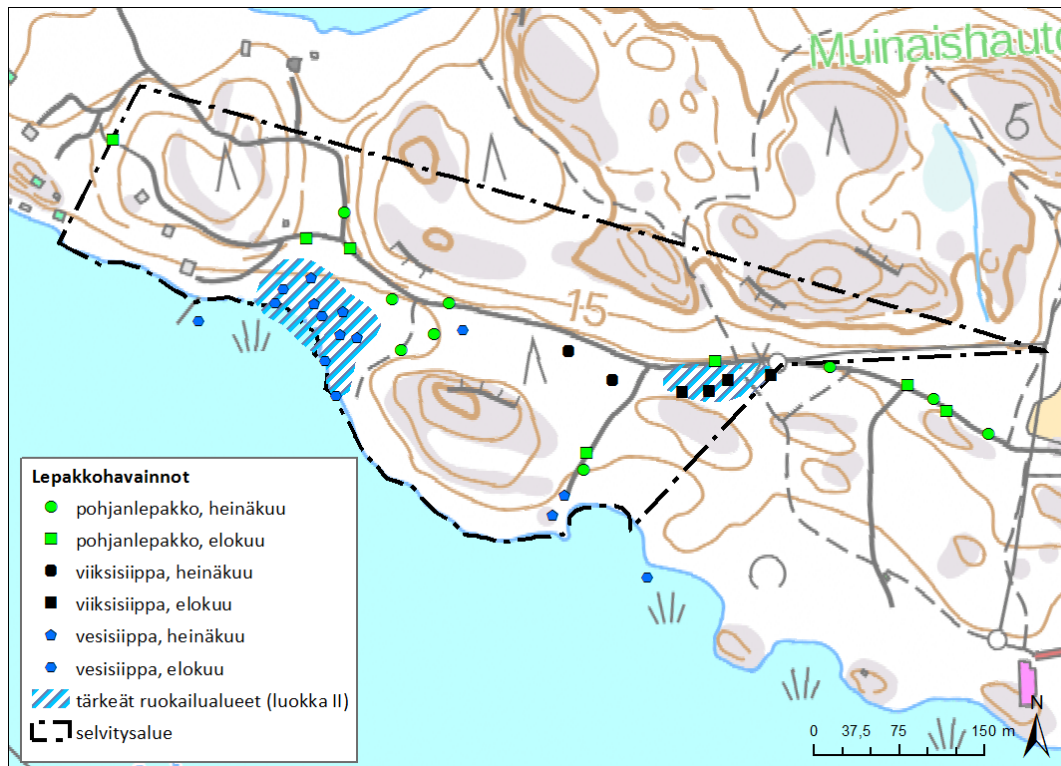 Muinaishauto
15
Lepakkohavainnot
pohjanlepakko, heinäkuu
pohjanlepakko, elokuu
viiksisiippa, heinäkuu
viiksisiippa, elokuu
vesisiippa, heinäkuu
vesisiippa, elokuu
tärkeät ruokailualueet (luokka II)
selvitysalue
N
0 37,5 75 150 m